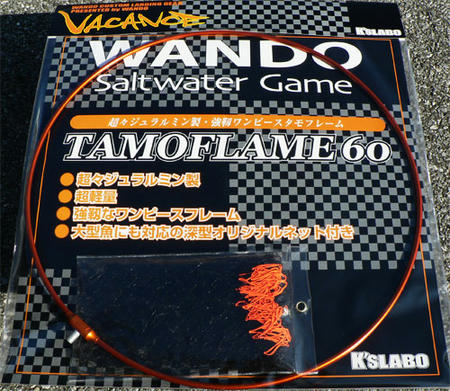 WANDO CUSTOM LANDING GEAR
PRESENTED by WANDO
VACANCE
K'SLABO
WANDO
Saltwater Game
超々ジュラルミン製・強靭ワンピースタモフレーム
TAMOFLAME 60
●超々ジュラルミン製
●超軽量
●強靭なワンピースフレーム
●大型魚にも対応の深型オリジナルネット付き
K'SLABO